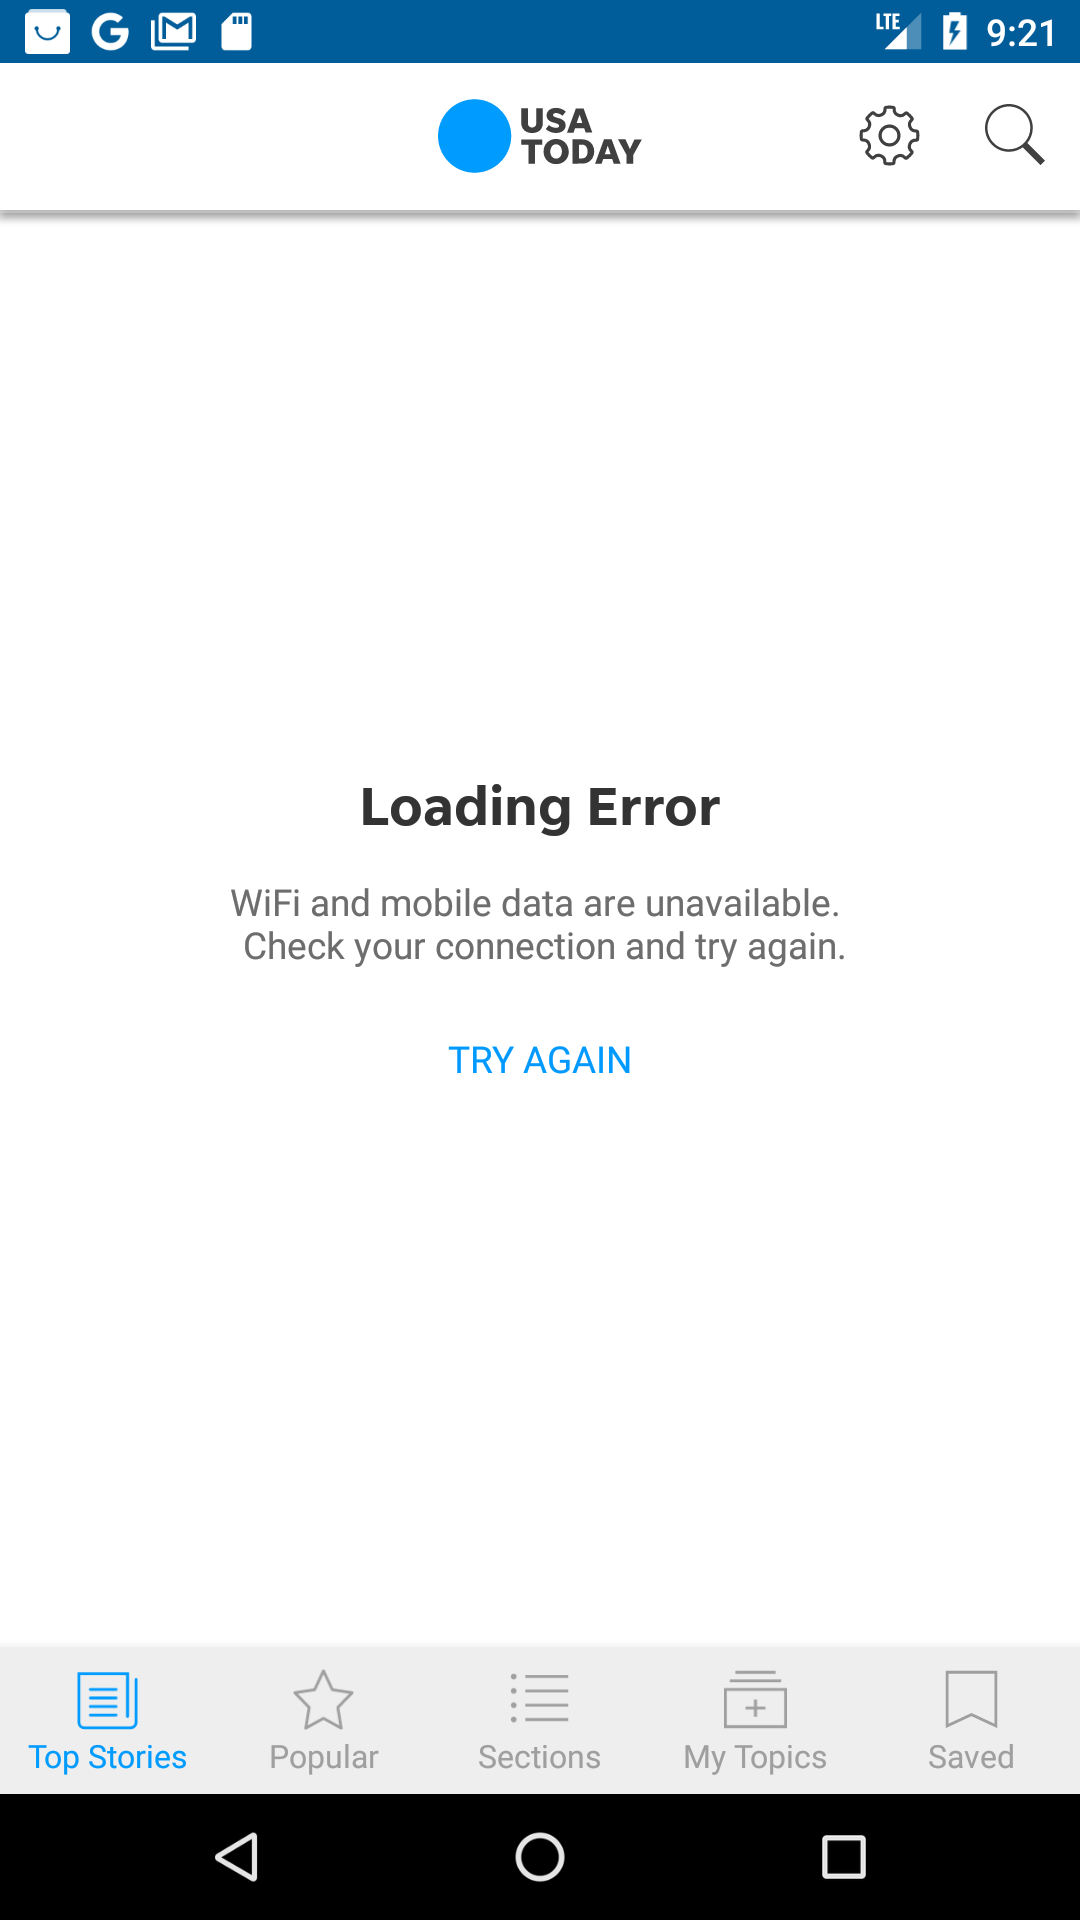 LTE 9:21
USA
TODAY
Loading Error
WiFi and mobile data are unavailable.
Check your connection and try again.
TRY AGAIN
Top Stories Popular Sections My Topics Saved